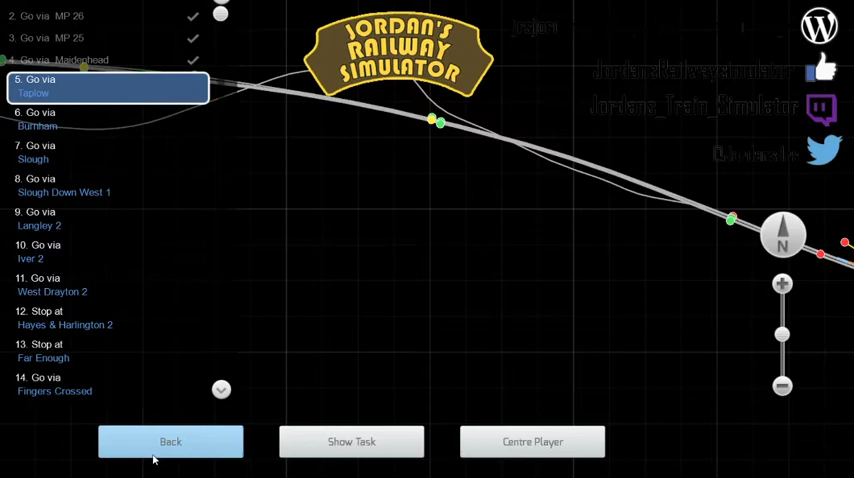 2. Go via MP 26
3. Go via MP 25
4. Go via Maidenhead
5. Go via
Taplow
6. Go via
Burnham
7. Go via
Slough
8. Go via
Slough Down West 1
9. Go via
Langley 2
10. Go via
Iver 2
11. Go via
West Drayton 2
12. Stop at
Hayes & Harlington 2
13. Stop at
Far Enough
14. Go via
Fingers Crossed
JORDAN'S
RAILWAY
SIMULATOR
JordansRailwaysimulator
Jordans_Train_Simulator
N
Back
Show Task
Centre Player